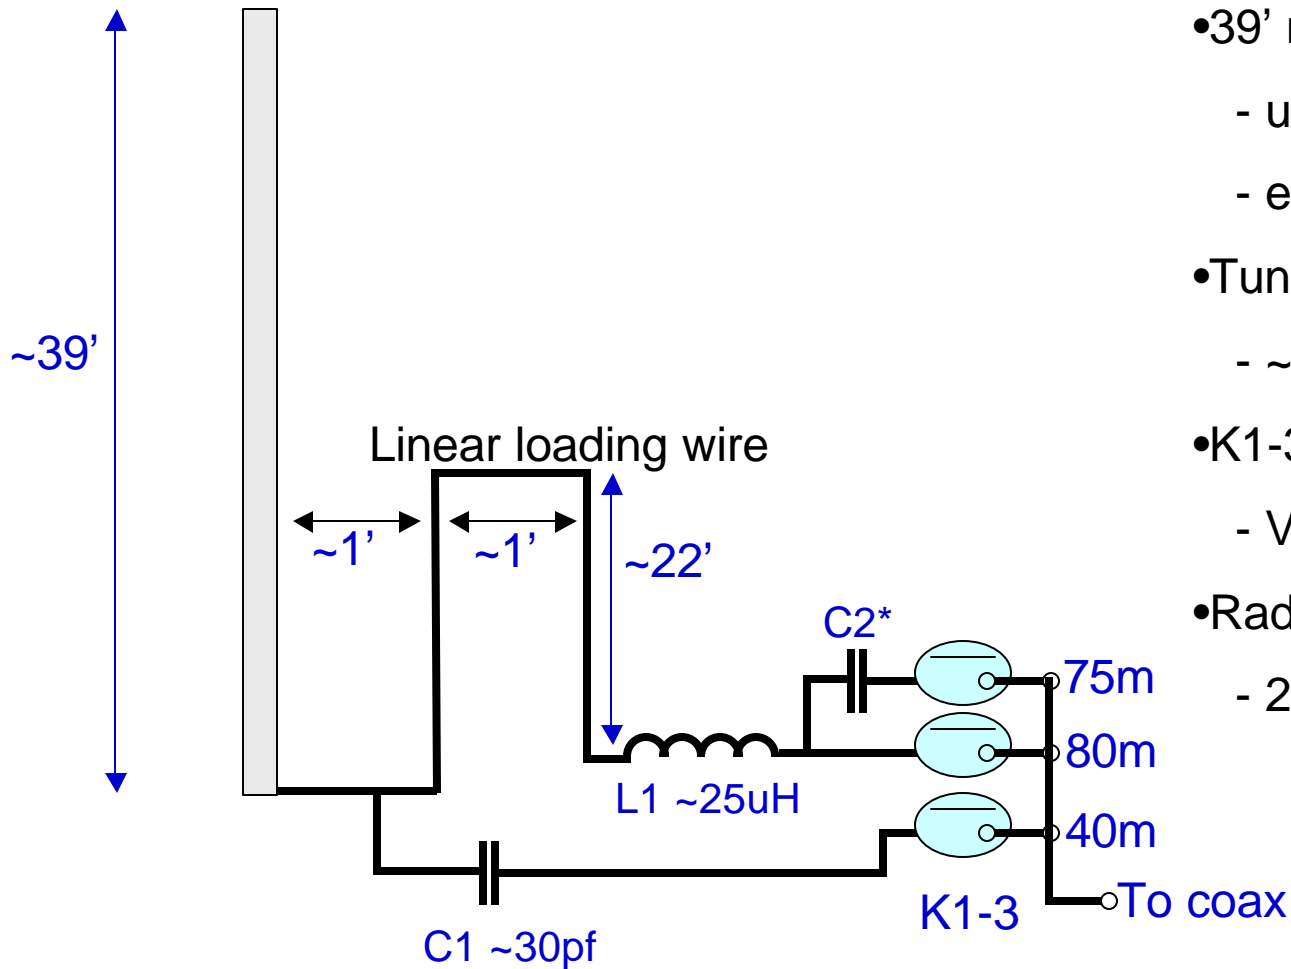 ~39’
Linear loading wire
~1’
~1’
~22’
C2*
75m
80m
L1 ~25uH
40m
K1-3
To coax
C1 ~30pf
•39’
- u
- e
•Tun
- ~
•K1-3
- V
•Rad
- 2